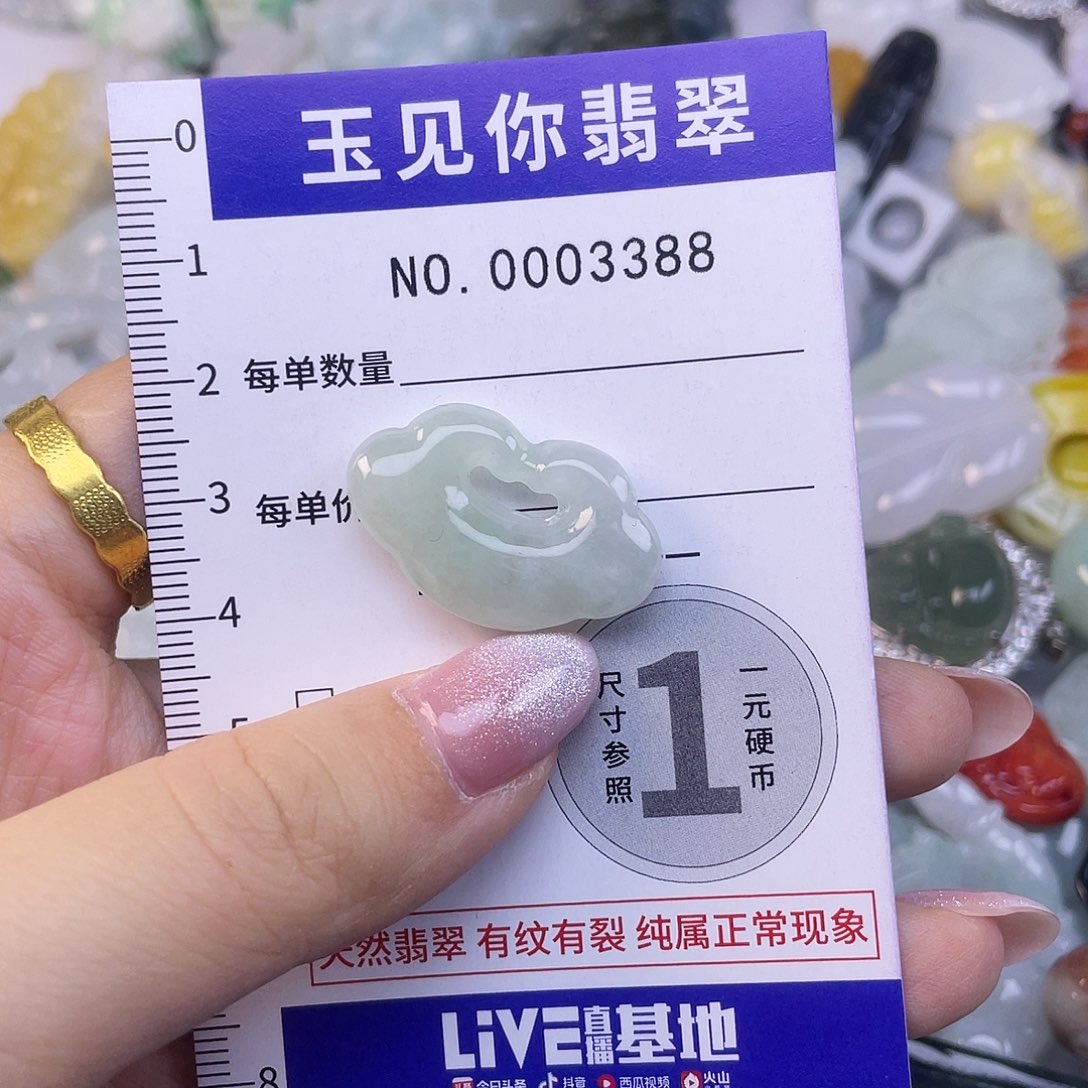 玉见你翡翠
0
NO. 0003388
1
2
每单数量
3
每单价
4
尺寸参照
1
一元硬币
天然翡翠 有纹有裂 纯属正常现象
LiVE直播基地
今日头条 抖音 西瓜视频 火山
8